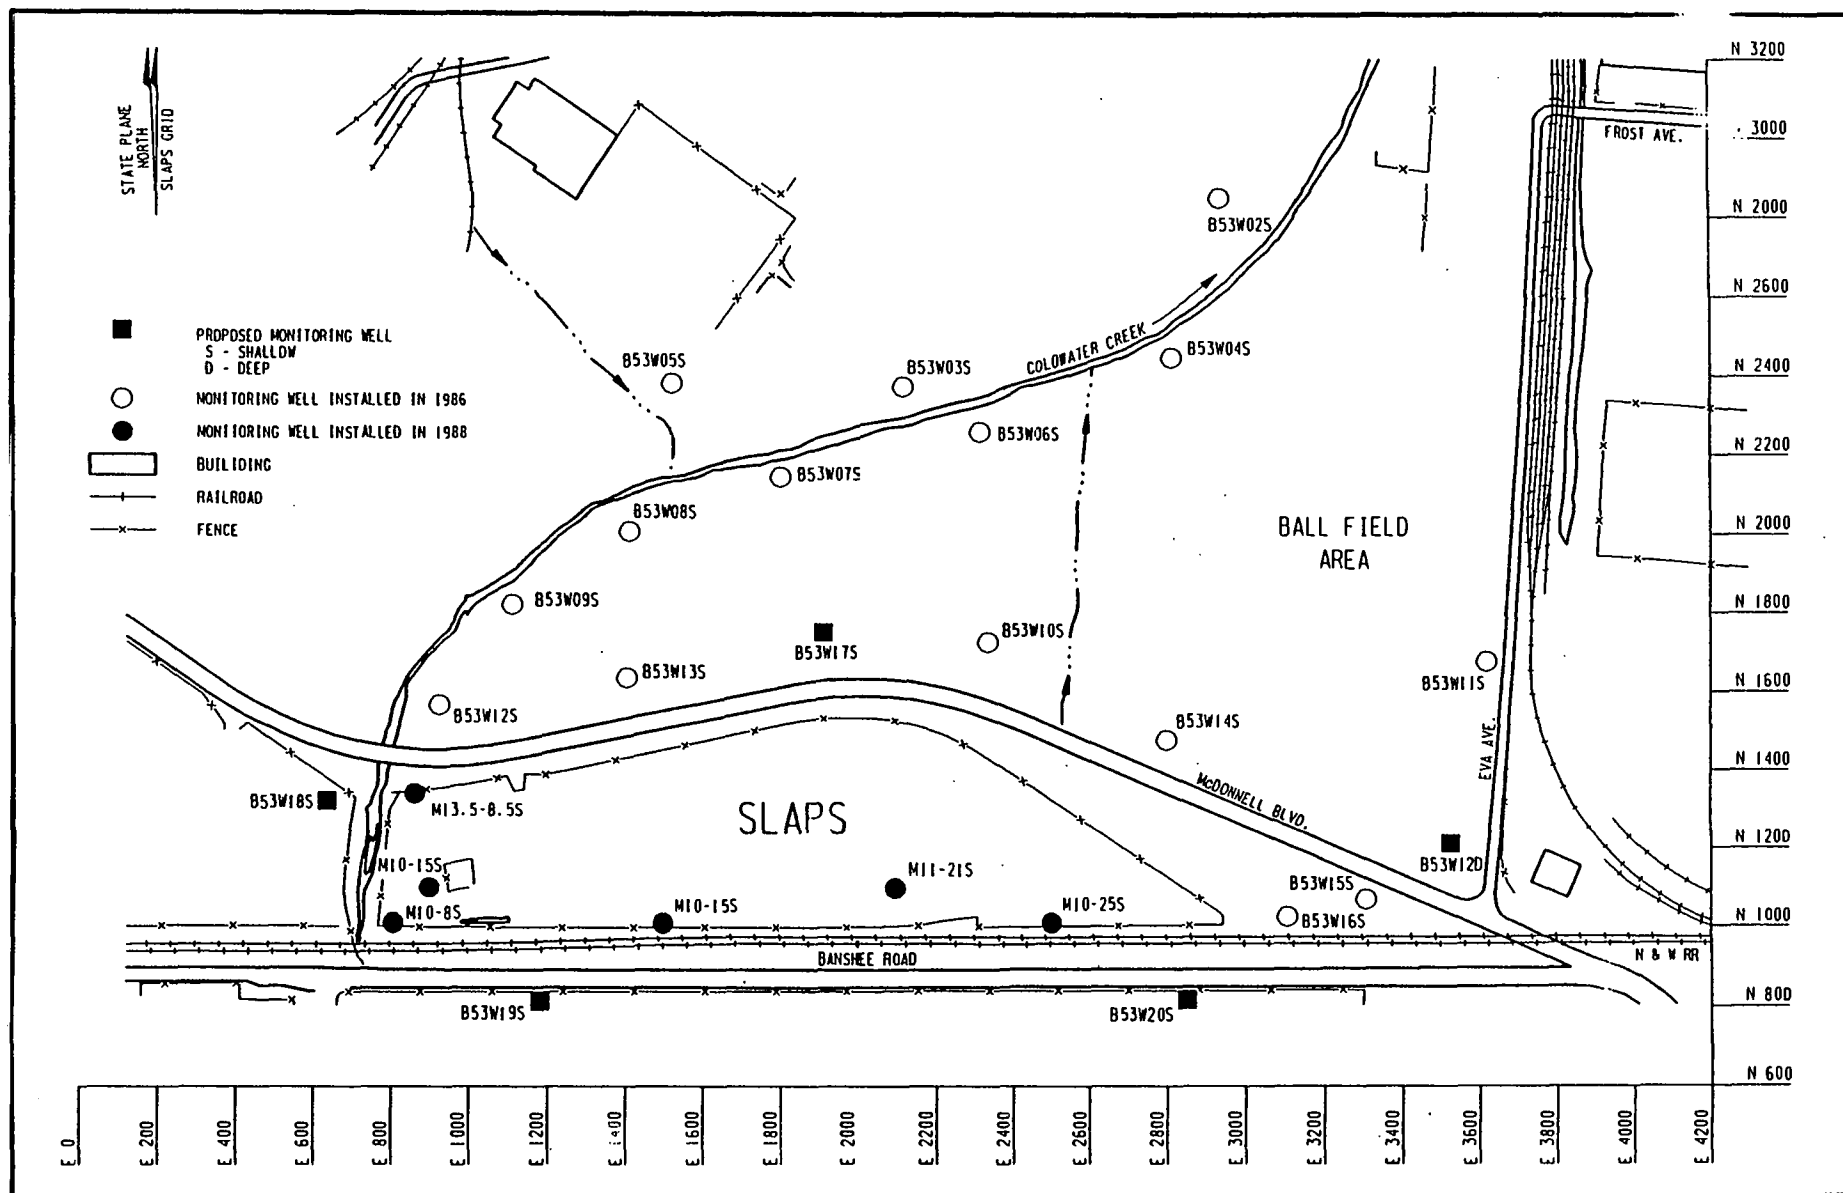 STATE PLANE
NORTH
SLAPS GRID
PROPOSED MONITORING WELL
S - SHALLOW
D - DEEP
MONITORING WELL INSTALLED IN 1986
MONITORING WELL INSTALLED IN 1988
BUILIDING
RAILROAD
FENCE
N 3200
3000
N 2000
N 2600
N 2400
N 2200
N 2000
N 1800
N 1600
N 1400
N 1200
N 1000
N 800
N 600
FROST AVE.
B53W02S
COLDWATER CREEK
B53W04S
B53W05S
B53W03S
B53W06S
B53W07S
B53W08S
BALL FIELD
AREA
B53W09S
B53W10S
B53W17S
B53W13S
B53W11S
B53W12S
B53W14S
EVA AVE.
McDONNELL BLVD.
B53W18S
M13.5-8.5S
SLAPS
B53W12D
M10-15S
M11-21S
B53W15S
M10-8S
M10-15S
M10-25S
B53W16S
BANSHEE ROAD
N & W RR
B53W19S
B53W20S
E 0
E 200
E 400
E 600
E 800
E 1000
E 1200
E 1400
E 1600
E 1800
E 2000
E 2200
E 2400
E 2600
E 2800
E 3000
E 3200
E 3400
E 3600
E 3800
E 4000
E 4200